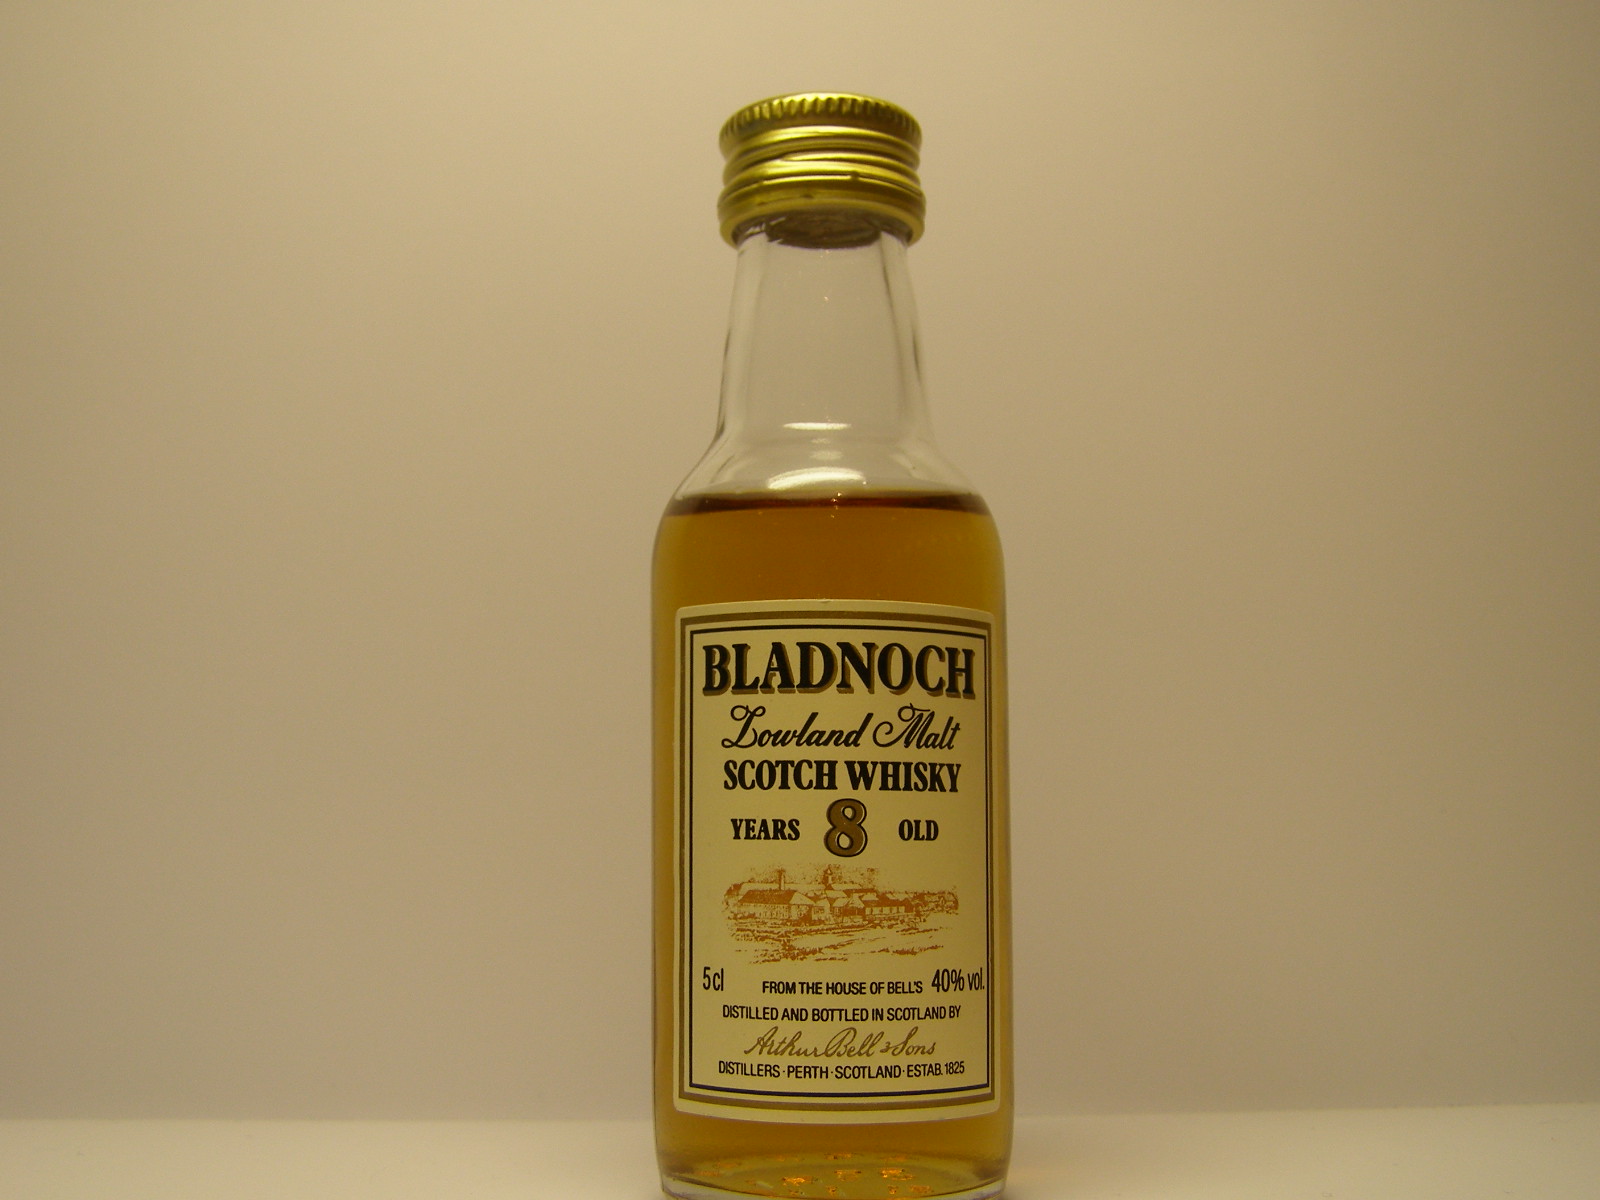 BLADNOCH
Lowland Malt
SCOTCH WHISKY
YEARS 8 OLD
5cl FROM THE HOUSE OF BELL'S 40% vol.
DISTILLED AND BOTTLED IN SCOTLAND BY
Arthur Bell & Sons
DISTILLERS · PERTH · SCOTLAND · ESTAB. 1825